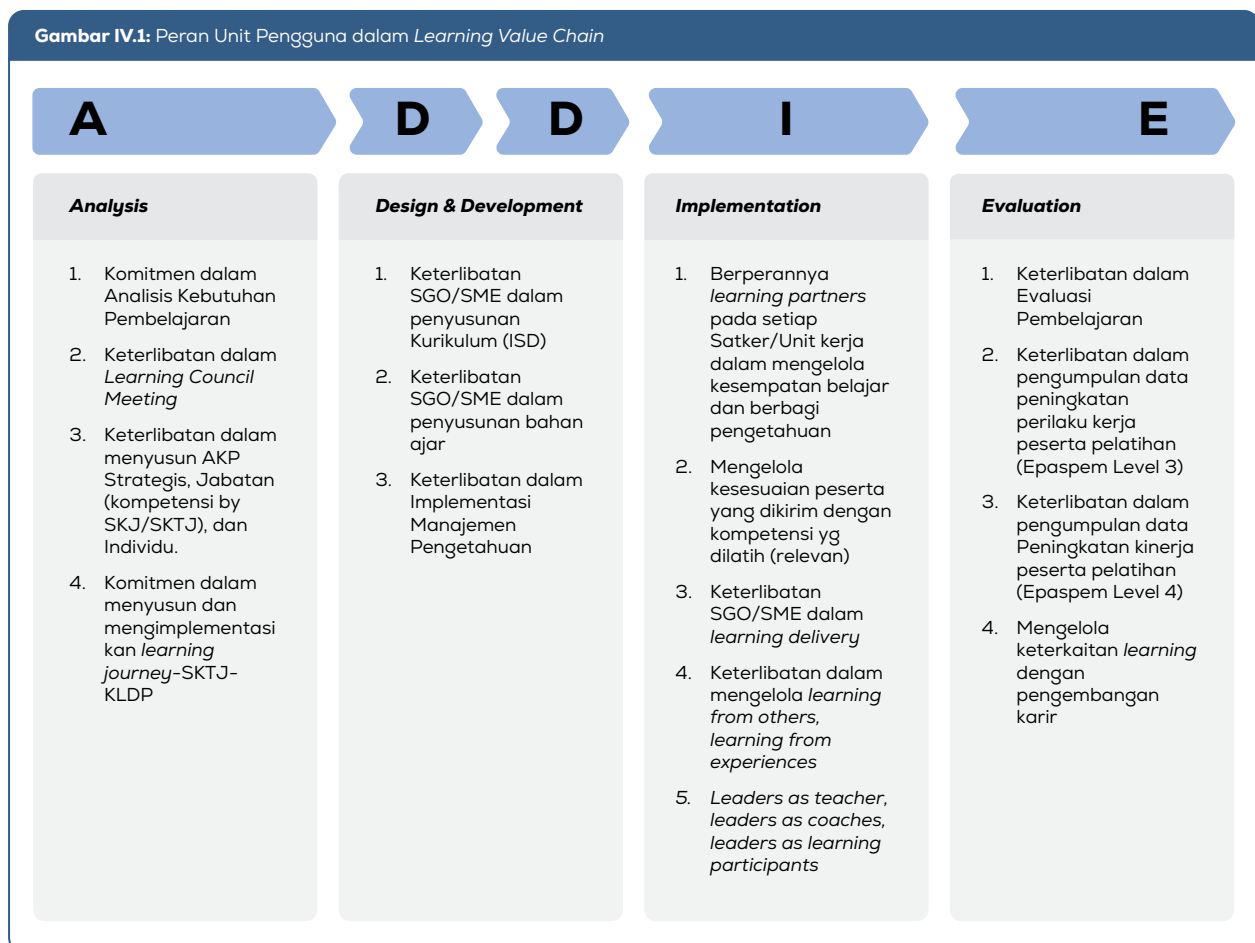 Gambar IV.1: Peran Unit Pengguna dalam Learning Value Chain
A
D
D
I
E
Analysis
1. Komitmen dalam
Analisis Kebutuhan
Pembelajaran
2. Keterlibatan dalam
Learning Council
Meeting
3. Keterlibatan dalam
menyusun AKP
Strategis, Jabatan
(kompetensi by
SKJ/SKTJ), dan
Individu.
4. Komitmen dalam
menyusun dan
mengimplementasi
kan learning
journey-SKTJ-
KLDP
Design & Development
1. Keterlibatan
SGO/SME dalam
penyusunan
Kurikulum (ISD)
2. Keterlibatan
SGO/SME dalam
penyusunan bahan
ajar
3. Keterlibatan dalam
Implementasi
Manajemen
Pengetahuan
Implementation
1. Berperannya
learning partners
pada setiap
Satker/Unit kerja
dalam mengelola
kesempatan belajar
dan berbagi
pengetahuan
2. Mengelola
kesesuaian peserta
yang dikirim dengan
kompetensi yg
dilatih (relevan)
3. Keterlibatan
SGO/SME dalam
learning delivery
4. Keterlibatan dalam
mengelola learning
from others,
learning from
experiences
5. Leaders as teacher,
leaders as coaches,
leaders as learning
participants
Evaluation
1. Keterlibatan dalam
Evaluasi
Pembelajaran
2. Keterlibatan dalam
pengumpulan data
peningkatan
perilaku kerja
peserta pelatihan
(Epaspem Level 3)
3. Keterlibatan dalam
pengumpulan data
Peningkatan kinerja
peserta pelatihan
(Epaspem Level 4)
4. Mengelola
keterkaitan learning
dengan
pengembangan
karir